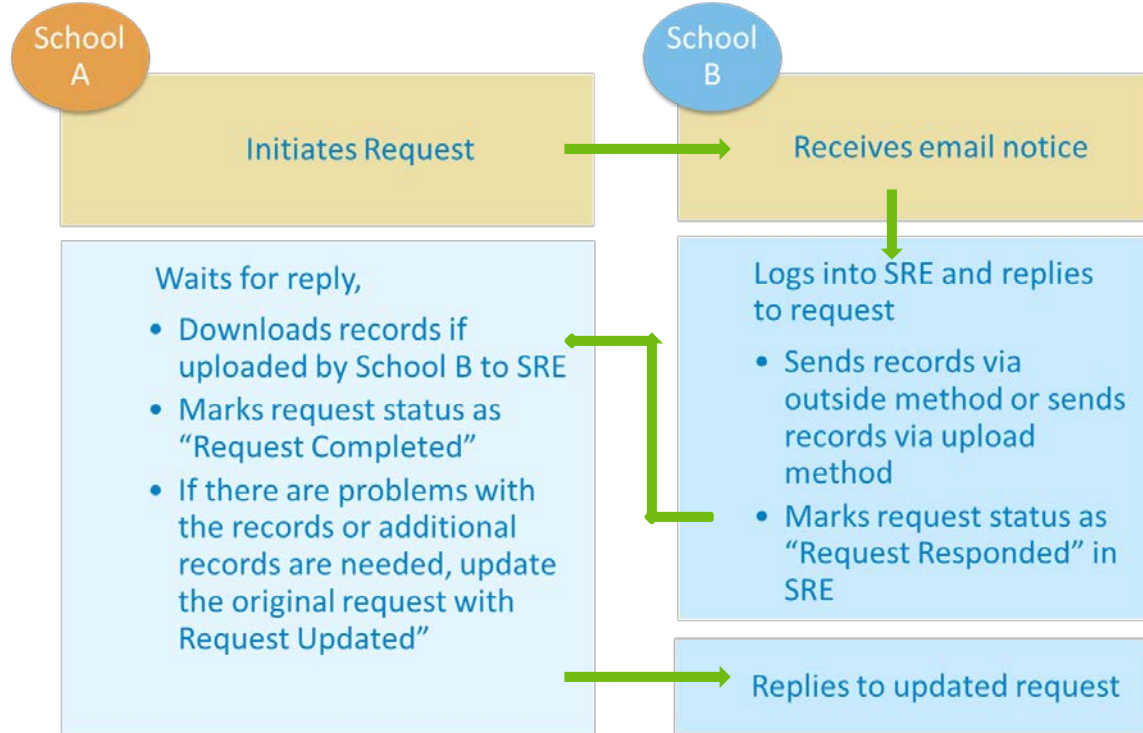 School
A
Initiates Request
School
B
Receives email notice
Waits for reply,
• Downloads records if
uploaded by School B to SRE
• Marks request status as
“Request Completed”
• If there are problems with
the records or additional
records are needed, update
the original request with
Request Updated”
Logs into SRE and replies
to request
• Sends records via
outside method or sends
records via upload
method
• Marks request status as
“Request Responded” in
SRE
Replies to updated request